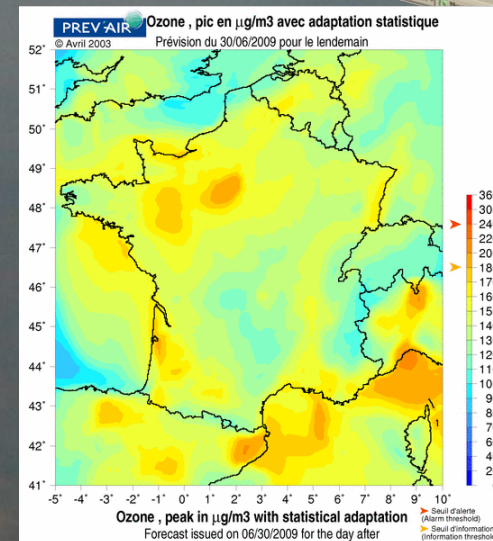 PREV'AIR
© Avril 2003
Ozone , pic en µg/m3 avec adaptation statistique
Prévision du 30/06/2009 pour le lendemain
52°
51°
50°
49°
48°
47°
46°
45°
44°
43°
42°
41°
-5° -4° -3° -2° -1° 0° 1° 2° 3° 4° 5° 6° 7° 8° 9° 10°
Ozone , peak in µg/m3 with statistical adaptation
Forecast issued on 06/30/2009 for the day after
Seuil d'alerte
(Alarm threshold)
Seuil d'information
(Information threshold